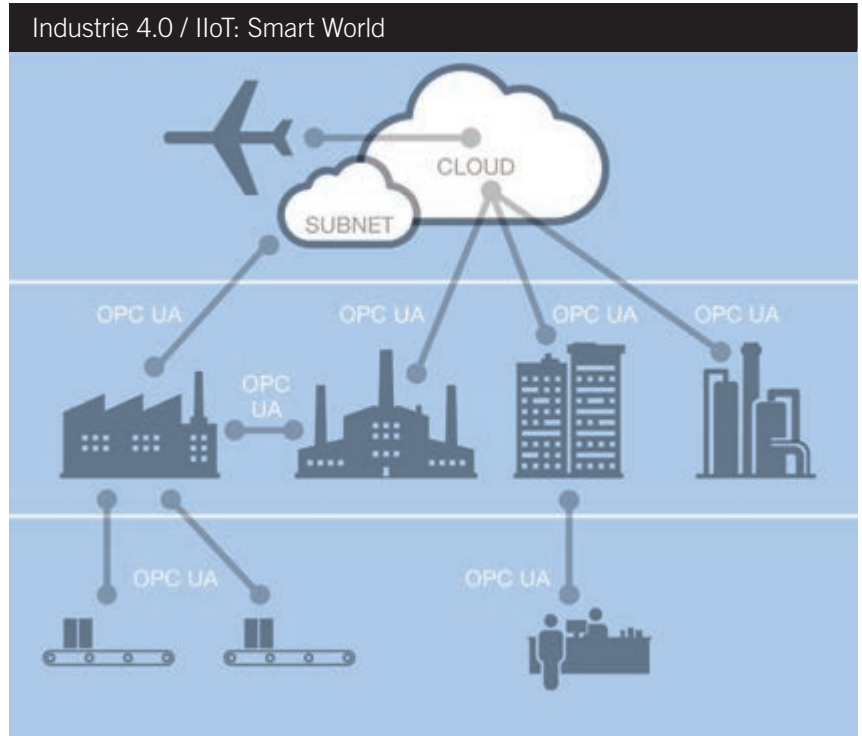 Industrie 4.0 / IIoT: Smart World
CLOUD
SUBNET
OPC UA
OPC UA
OPC UA
OPC UA
OPC
UA
OPC UA
OPC UA